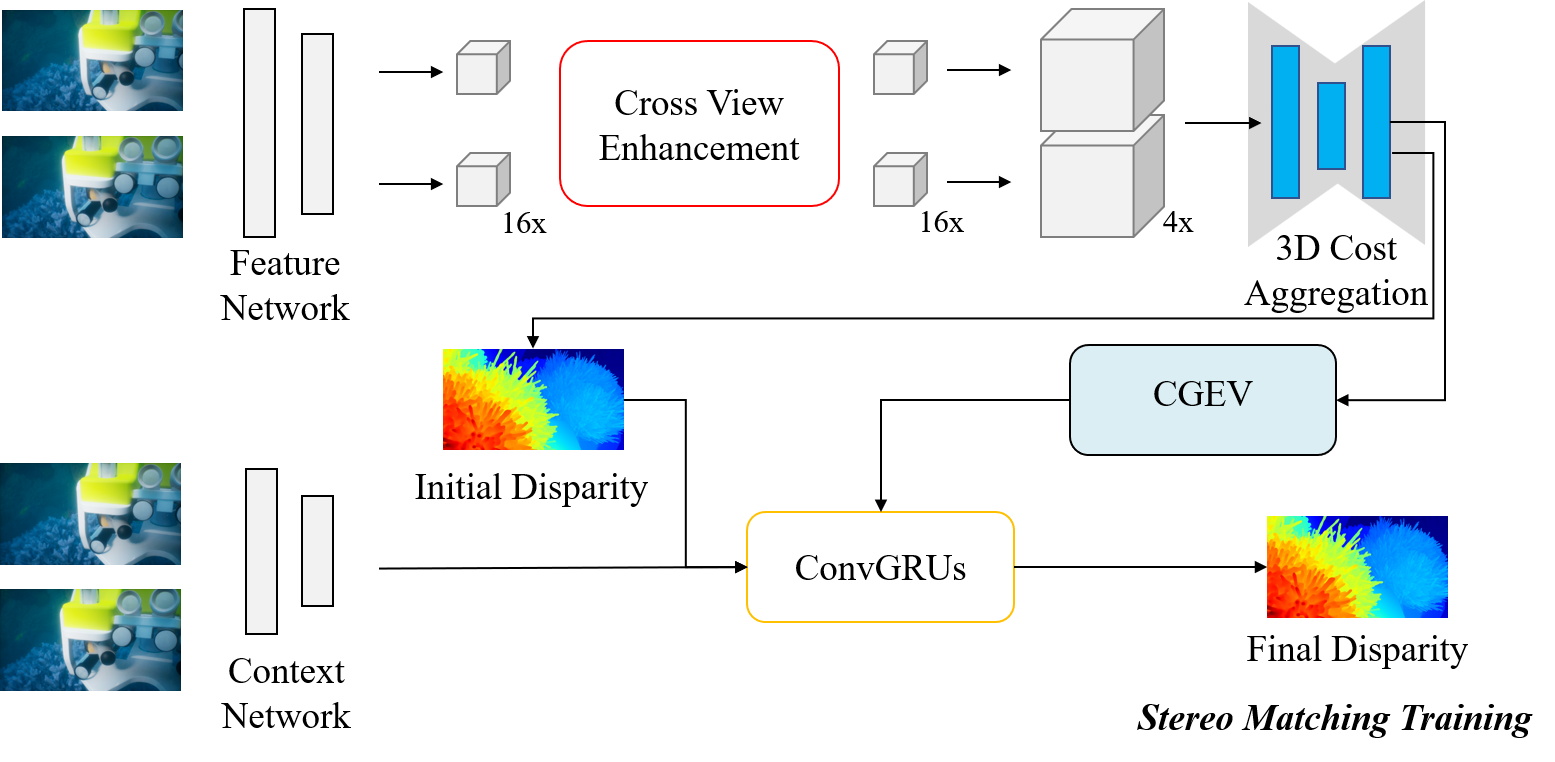 Cross View
Enhancement
16x
16x
4x
Feature
Network
3D Cost
Aggregation
CGEV
Initial Disparity
ConvGRUs
Final Disparity
Context
Network
Stereo Matching Training